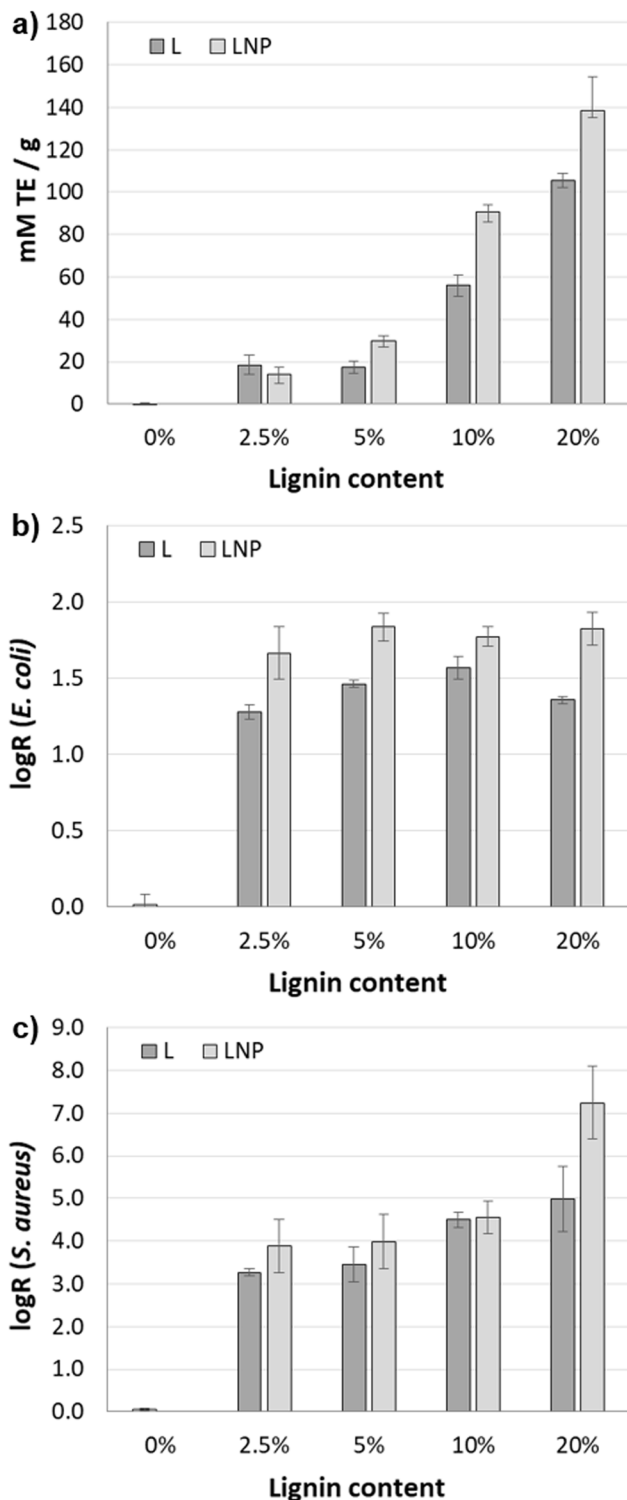 a)
180
L LNP
160
140
120
100
80
60
40
20
0
mM TE / g
0% 2.5% 5% 10% 20%
Lignin content
b)
2.5
L LNP
2.0
1.5
1.0
0.5
0.0
logR (E. coli)
0% 2.5% 5% 10% 20%
Lignin content
c)
9.0
L LNP
8.0
7.0
6.0
5.0
4.0
3.0
2.0
1.0
0.0
logR (S. aureus)
0% 2.5% 5% 10% 20%
Lignin content